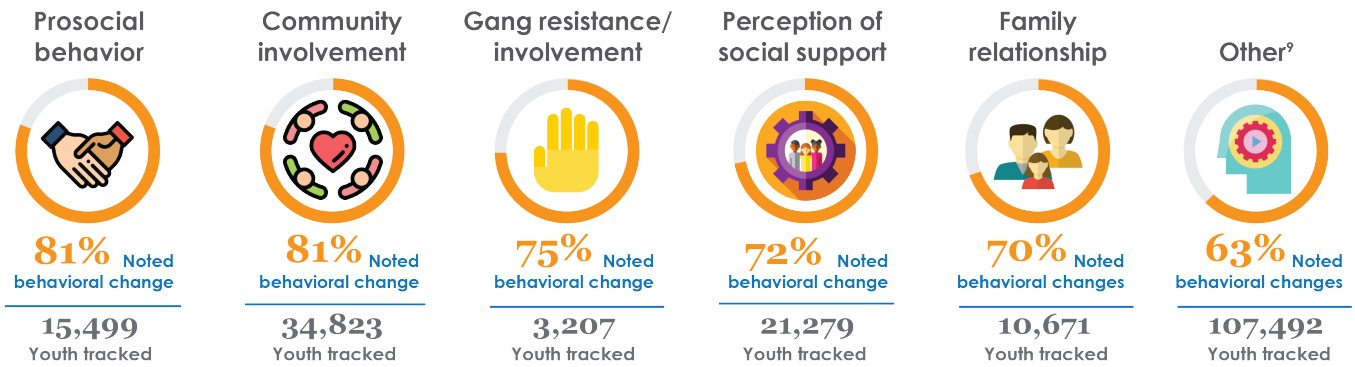 Prosocial
behavior
81% Noted
behavioral change
15,499
Youth tracked
Community
involvement
81% Noted
behavioral change
34,823
Youth tracked
Gang resistance/
involvement
75% Noted
behavioral change
3,207
Youth tracked
Perception of
social support
72% Noted
behavioral change
21,279
Youth tracked
Family
relationship
70% Noted
behavioral changes
10,671
Youth tracked
Other⁹
63% Noted
behavioral changes
107,492
Youth tracked